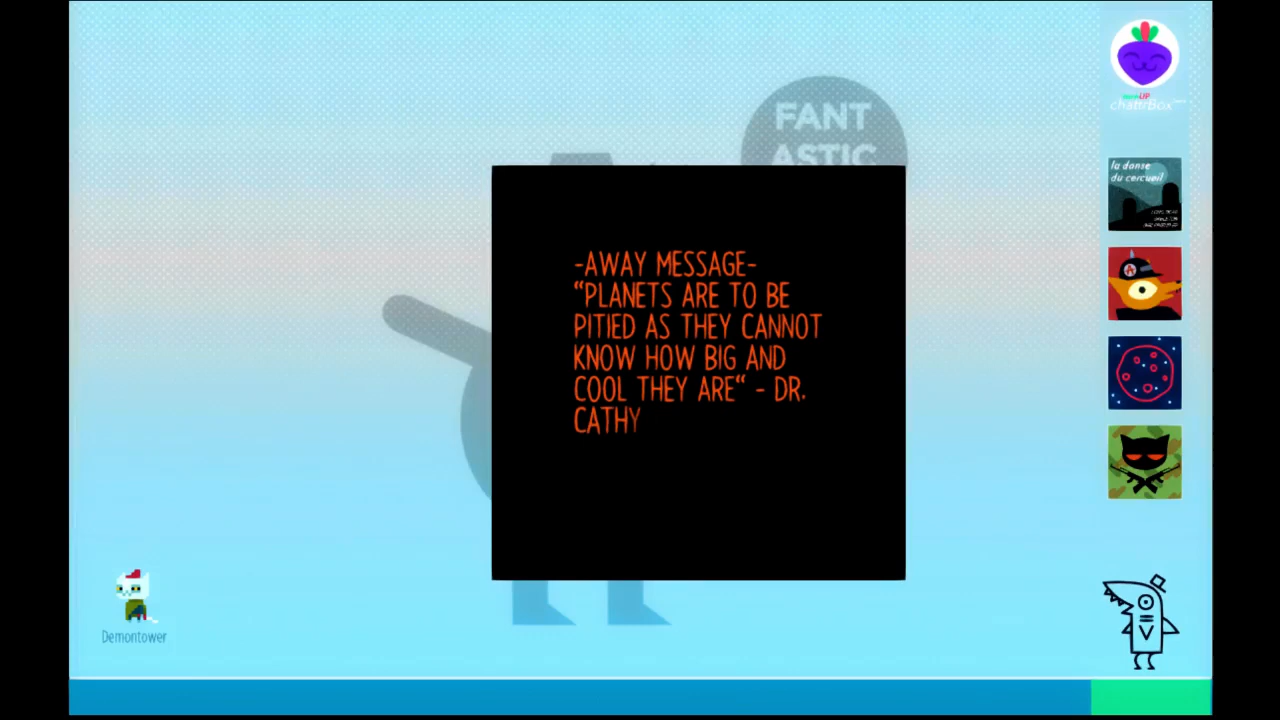 FANT
ASTIC
-AWAY MESSAGE-
“PLANETS ARE TO BE
PITIED AS THEY CANNOT
KNOW HOW BIG AND
COOL THEY ARE“ - DR.
CATHY
chattrBox
la danse
du cercueil
Demontower